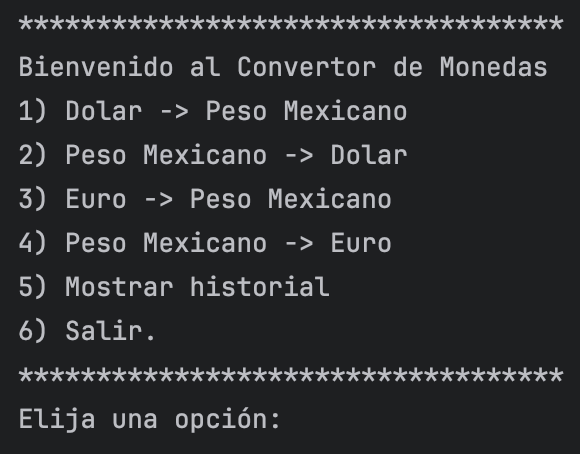 ***********************************
Bienvenido al Convertor de Monedas
1) Dolar -> Peso Mexicano
2) Peso Mexicano -> Dolar
3) Euro -> Peso Mexicano
4) Peso Mexicano -> Euro
5) Mostrar historial
6) Salir.
***********************************
Elija una opción: